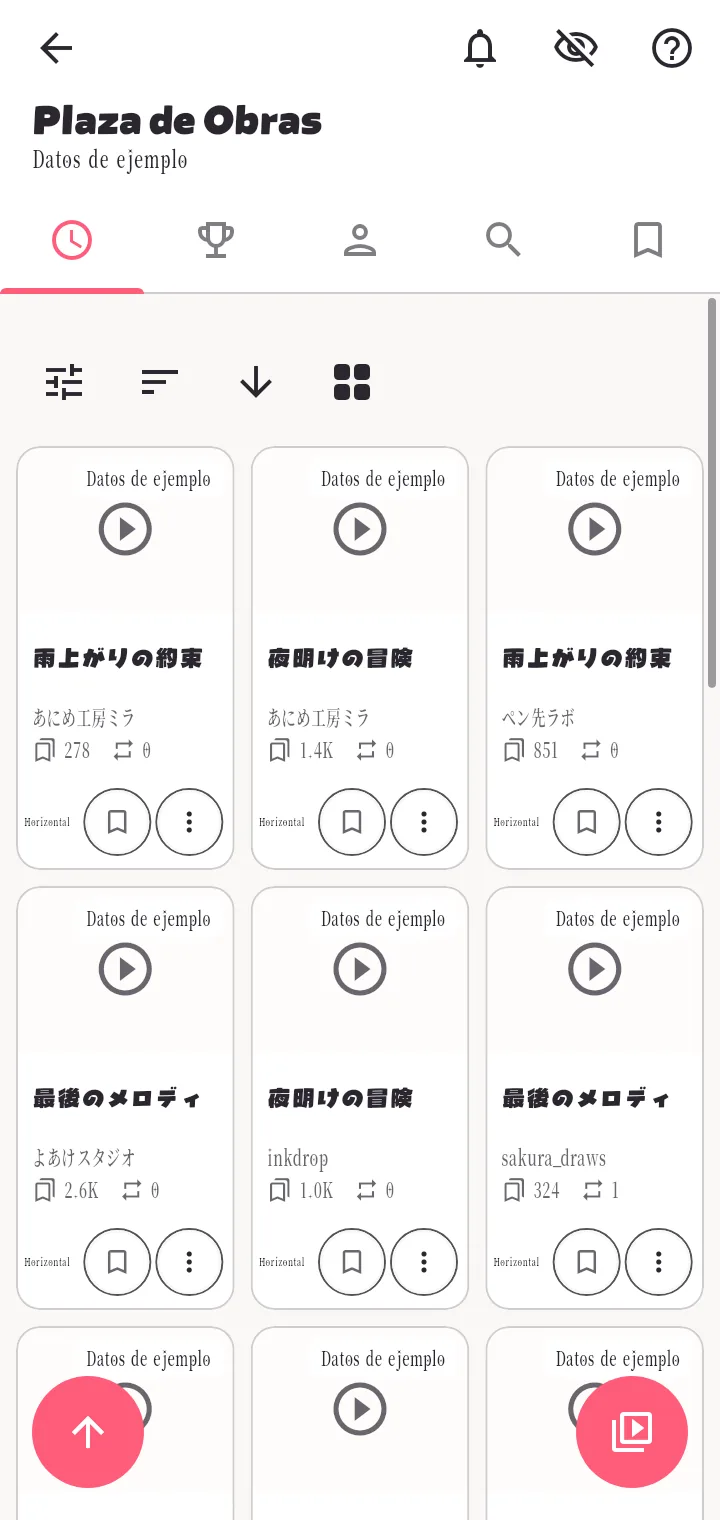 Plaza de Obras
Datos de ejemplo
Datos de ejemplo
Datos de ejemplo
Datos de ejemplo
雨上がりの約束
夜明けの冒険
雨上がりの約束
あにめ工房ミラ
あにめ工房ミラ
ペン先ラボ
278 0
1.4K 0
851 0
Horizontal
Horizontal
Horizontal
Datos de ejemplo
Datos de ejemplo
Datos de ejemplo
最後のメロディ
夜明けの冒険
最後のメロディ
よあけスタジオ
inkdrop
sakura_draws
2.6K 0
1.0K 0
324 1
Horizontal
Horizontal
Horizontal
Datos de ejemplo
Datos de ejemplo
Datos de ejemplo